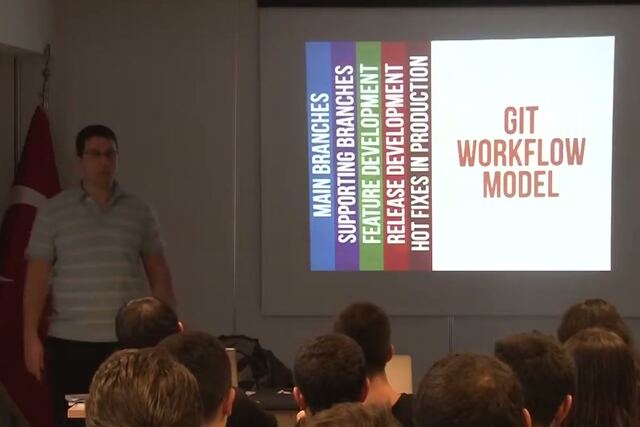 MAIN BRANCHES
SUPPORTING BRANCHES
FEATURE DEVELOPMENT
RELEASE DEVELOPMENT
HOT FIXES IN PRODUCTION
GIT
WORKFLOW
MODEL